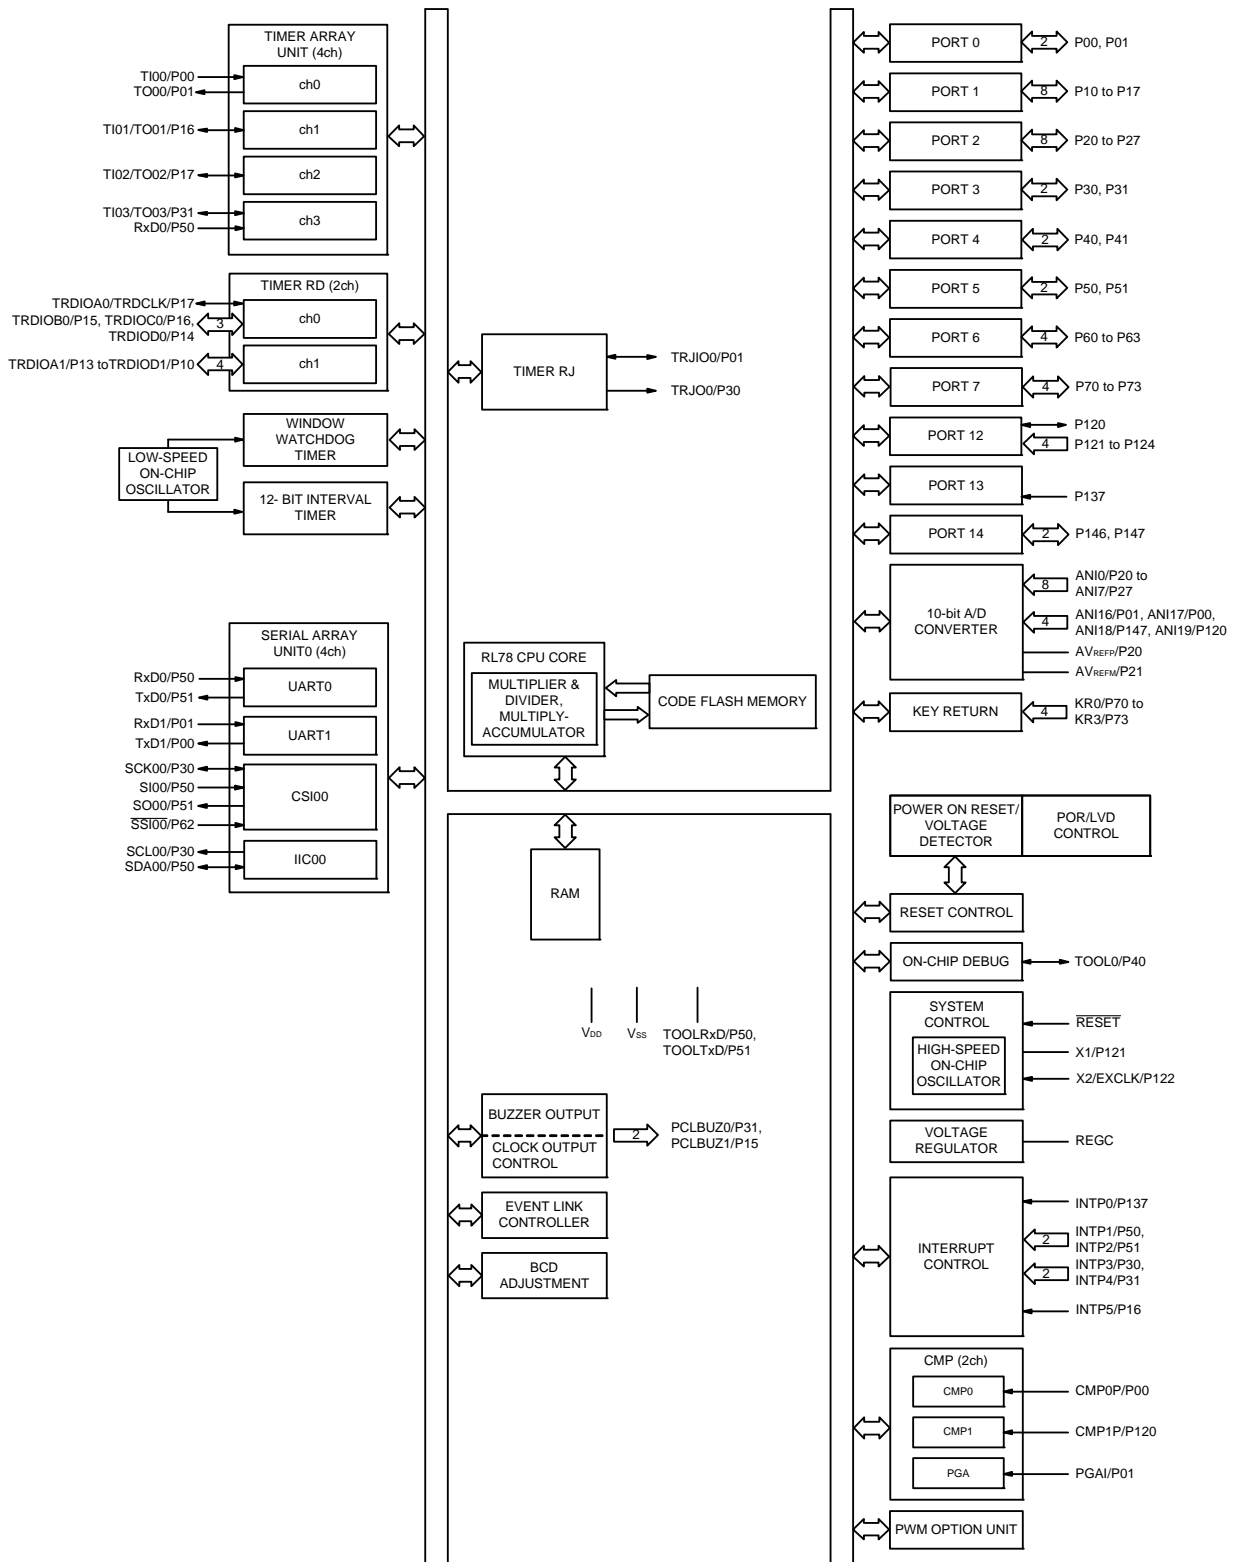 TIMER ARRAY
UNIT (4ch)
TI00/P00
TO00/P01
ch0
TI01/TO01/P16
ch1
TI02/TO02/P17
ch2
TI03/TO03/P31
RxD0/P50
ch3
TIMER RD (2ch)
TRDIOA0/TRDCLK/P17
TRDIOB0/P15, TRDIOC0/P16,
TRDIOD0/P14
3
ch0
TRDIOA1/P13 toTRDIOD1/P10
4
ch1
WINDOW
WATCHDOG
TIMER
LOW-SPEED
ON-CHIP
OSCILLATOR
12- BIT INTERVAL
TIMER
SERIAL ARRAY
UNIT0 (4ch)
RxD0/P50
TxD0/P51
UART0
RxD1/P01
TxD1/P00
UART1
SCK00/P30
SI00/P50
SO00/P51
SSI00/P62
CSI00
SCL00/P30
SDA00/P50
IIC00
TIMER RJ
TRJIO0/P01
TRJO0/P30
RL78 CPU CORE
MULTIPLIER &
DIVIDER,
MULTIPLY-
ACCUMULATOR
CODE FLASH MEMORY
RAM
VDD
VSS
TOOLRxD/P50,
TOOLTxD/P51
BUZZER OUTPUT
CLOCK OUTPUT
CONTROL
2
PCLBUZ0/P31,
PCLBUZ1/P15
EVENT LINK
CONTROLLER
BCD
ADJUSTMENT
PORT 0
2
P00, P01
PORT 1
8
P10 to P17
PORT 2
8
P20 to P27
PORT 3
2
P30, P31
PORT 4
2
P40, P41
PORT 5
2
P50, P51
PORT 6
4
P60 to P63
PORT 7
4
P70 to P73
PORT 12
P120
4
P121 to P124
PORT 13
P137
PORT 14
2
P146, P147
10-bit A/D
CONVERTER
8
ANI0/P20 to
ANI7/P27
4
ANI16/P01, ANI17/P00,
ANI18/P147, ANI19/P120
AVREFP/P20
AVREFM/P21
KEY RETURN
4
KR0/P70 to
KR3/P73
POWER ON RESET/
VOLTAGE
DETECTOR
POR/LVD
CONTROL
RESET CONTROL
ON-CHIP DEBUG
TOOL0/P40
SYSTEM
CONTROL
HIGH-SPEED
ON-CHIP
OSCILLATOR
RESET
X1/P121
X2/EXCLK/P122
VOLTAGE
REGULATOR
REGC
INTERRUPT
CONTROL
INTP0/P137
2
INTP1/P50,
INTP2/P51
2
INTP3/P30,
INTP4/P31
INTP5/P16
CMP (2ch)
CMP0
CMP0P/P00
CMP1
CMP1P/P120
PGA
PGAI/P01
PWM OPTION UNIT